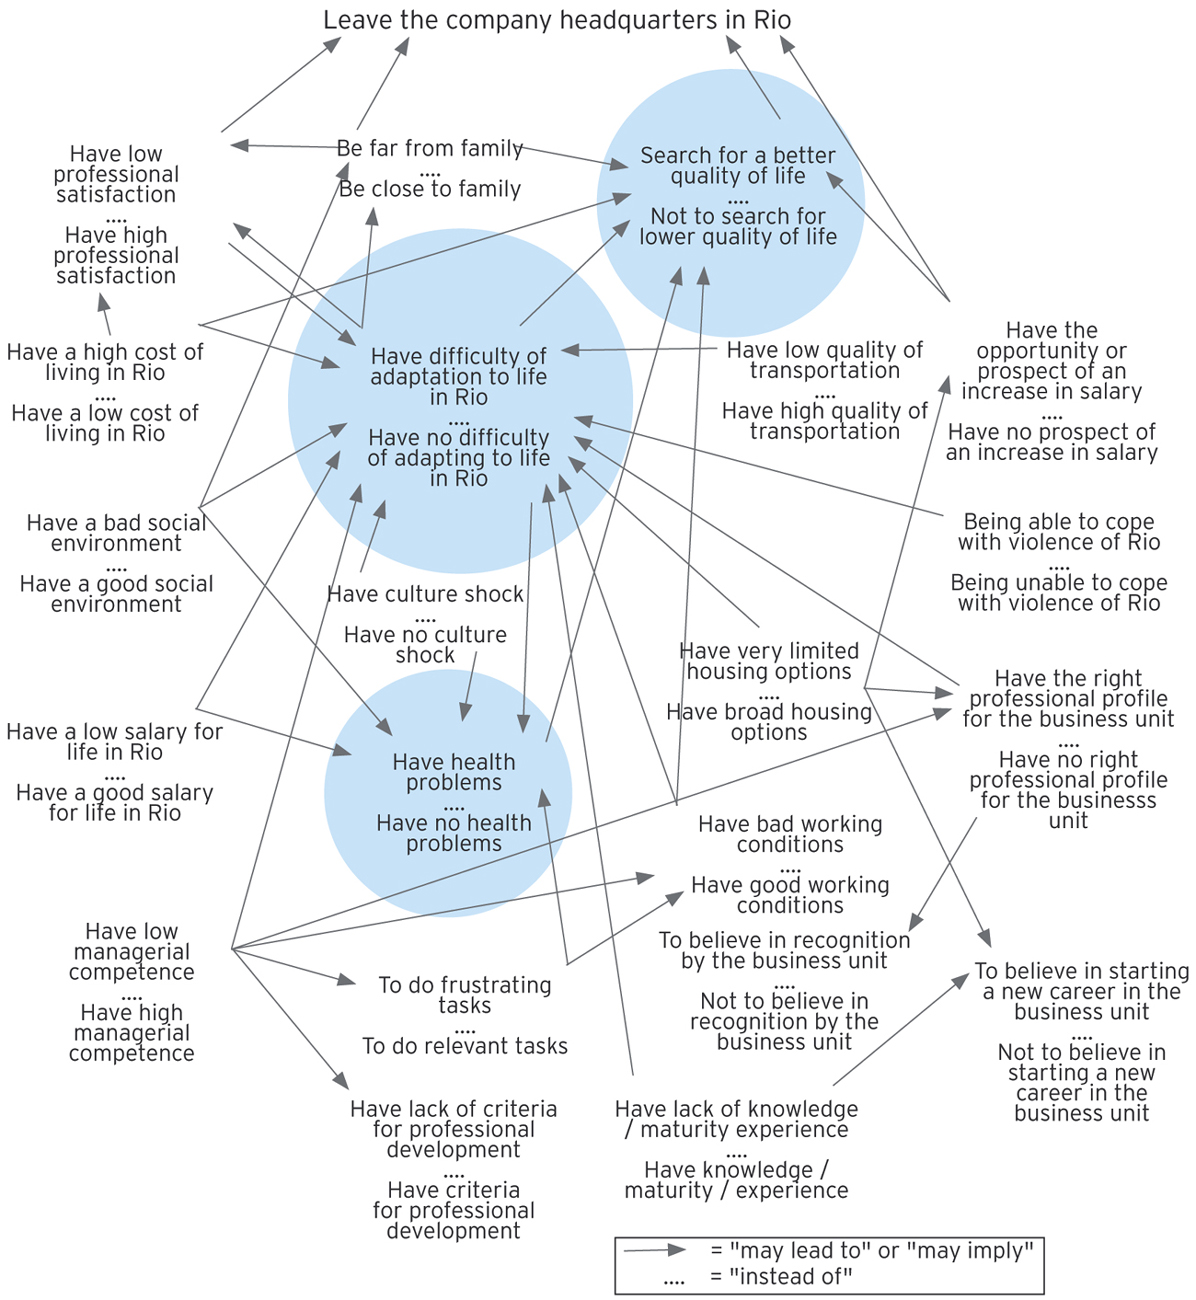 Leave the company headquarters in Rio
Have low
professional
satisfaction
....
Have high
professional
satisfaction
Be far from family
....
Be close to family
Search for a better
quality of life
....
Not to search for
lower quality of life
Have a high cost of
living in Rio
....
Have a low cost of
living in Rio
Have difficulty of
adaptation to life
in Rio
....
Have no difficulty
of adapting to life
in Rio
Have low quality of
transportation
....
Have high quality of
transportation
Have the
opportunity or
prospect of an
increase in salary
....
Have no prospect of
an increase in salary
Have a bad social
environment
....
Have a good social
environment
Being able to cope
with violence of Rio
....
Being unable to cope
with violence of Rio
Have culture shock
....
Have no culture
shock
Have very limited
housing options
....
Have broad housing
options
Have the right
professional profile
for the business unit
....
Have no right
professional profile
for the businesss
unit
Have a low salary for
life in Rio
....
Have a good salary
for life in Rio
Have health
problems
....
Have no health
problems
Have bad working
conditions
....
Have good working
conditions
Have low
managerial
competence
....
Have high
managerial
competence
To do frustrating
tasks
....
To do relevant tasks
To believe in recognition
by the business unit
....
Not to believe in
recognition by the
business unit
To believe in starting
a new career in the
business unit
....
Not to believe in
starting a new
career in the
business unit
Have lack of criteria
for professional
development
....
Have criteria
for professional
development
Have lack of knowledge
/ maturity experience
....
Have knowledge /
maturity / experience
= "may lead to" or "may imply"
.... = "instead of"